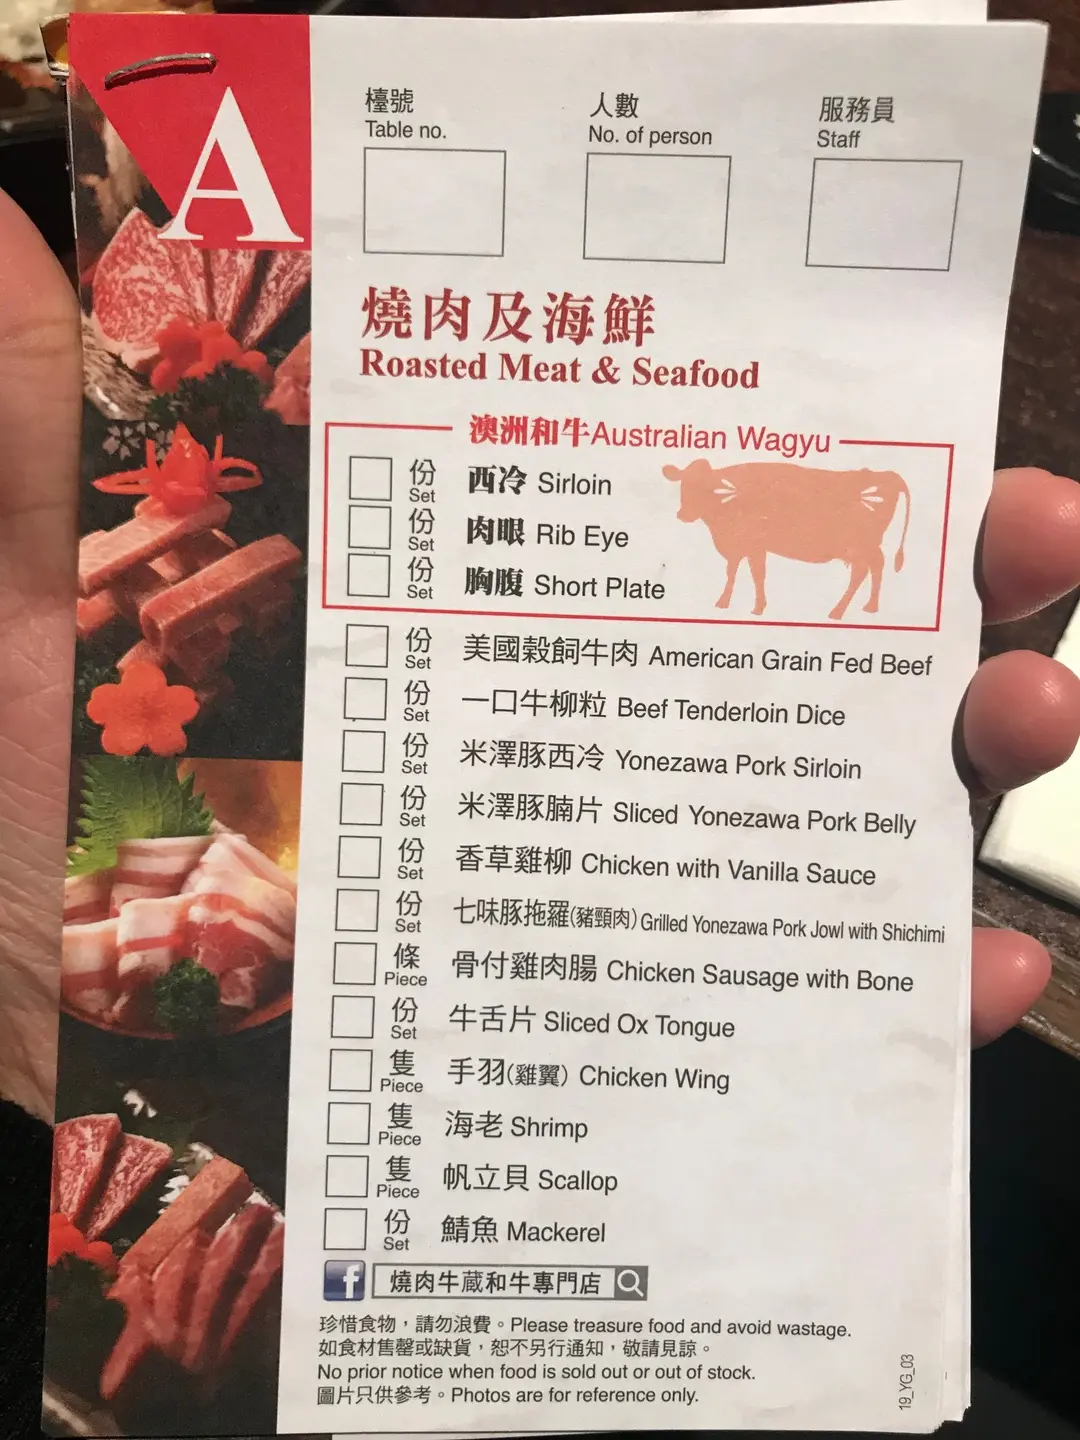 A
檯號 人數 服務員
Table no. No. of person Staff
燒肉及海鮮
Roasted Meat & Seafood
澳洲和牛Australian Wagyu
份 Set 西冷 Sirloin
份 Set 肉眼 Rib Eye
份 Set 胸腹 Short Plate
份 Set 美國穀飼牛肉 American Grain Fed Beef
份 Set 一口牛柳粒 Beef Tenderloin Dice
份 Set 米澤豚西冷 Yonezawa Pork Sirloin
份 Set 米澤豚腩片 Sliced Yonezawa Pork Belly
份 Set 香草雞柳 Chicken with Vanilla Sauce
份 Set 七味豚拖羅(豬頸肉) Grilled Yonezawa Pork Jowl with Shichimi
條 Piece 骨付雞肉腸 Chicken Sausage with Bone
份 Set 牛舌片 Sliced Ox Tongue
隻 Piece 手羽(雞翼) Chicken Wing
隻 Piece 海老 Shrimp
隻 Piece 帆立貝 Scallop
份 Set 鯖魚 Mackerel
f 燒肉牛蔵和牛專門店
珍惜食物，請勿浪費。Please treasure food and avoid wastage.
如食材售罄或缺貨，恕不另行通知，敬請見諒。
No prior notice when food is sold out or out of stock.
圖片只供參考。Photos are for reference only.
19_YG_03